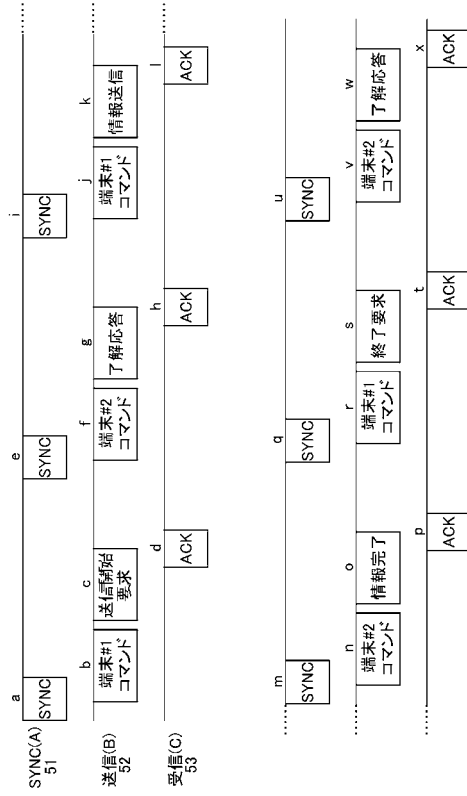 a
e
i
SYNC(A)
51
SYNC
SYNC
SYNC
b
c
f
g
j
k
送信(B)
52
端末#1
コマンド
送信開始
要求
端末#2
コマンド
了解応答
端末#1
コマンド
情報送信
d
h
l
受信(C)
53
ACK
ACK
ACK
m
q
u
SYNC
SYNC
SYNC
n
o
r
s
v
w
端末#2
コマンド
情報完了
端末#1
コマンド
終了要求
端末#2
コマンド
了解応答
p
t
x
ACK
ACK
ACK